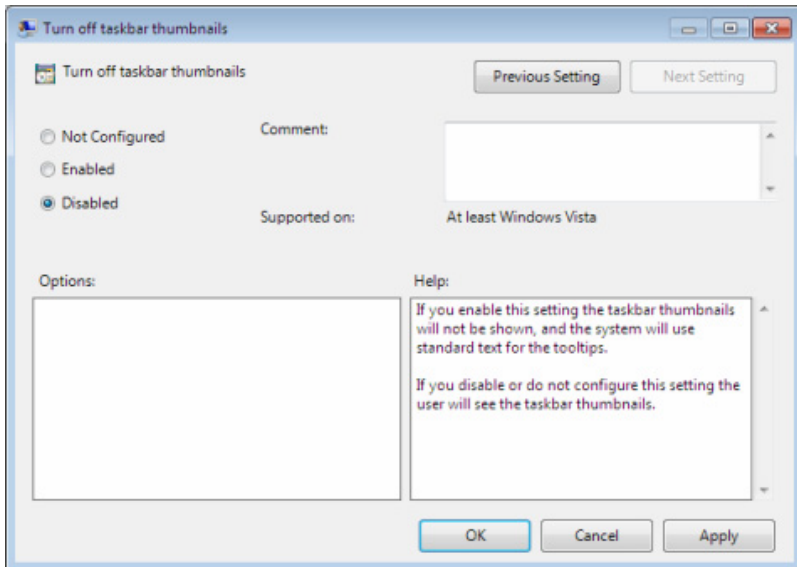 Turn off taskbar thumbnails
Turn off taskbar thumbnails
Previous Setting
Next Setting
Not Configured
Comment:
Enabled
Disabled
Supported on:
At least Windows Vista
Options:
Help:
If you enable this setting the taskbar thumbnails
will not be shown, and the system will use
standard text for the tooltips.
If you disable or do not configure this setting the
user will see the taskbar thumbnails.
OK
Cancel
Apply